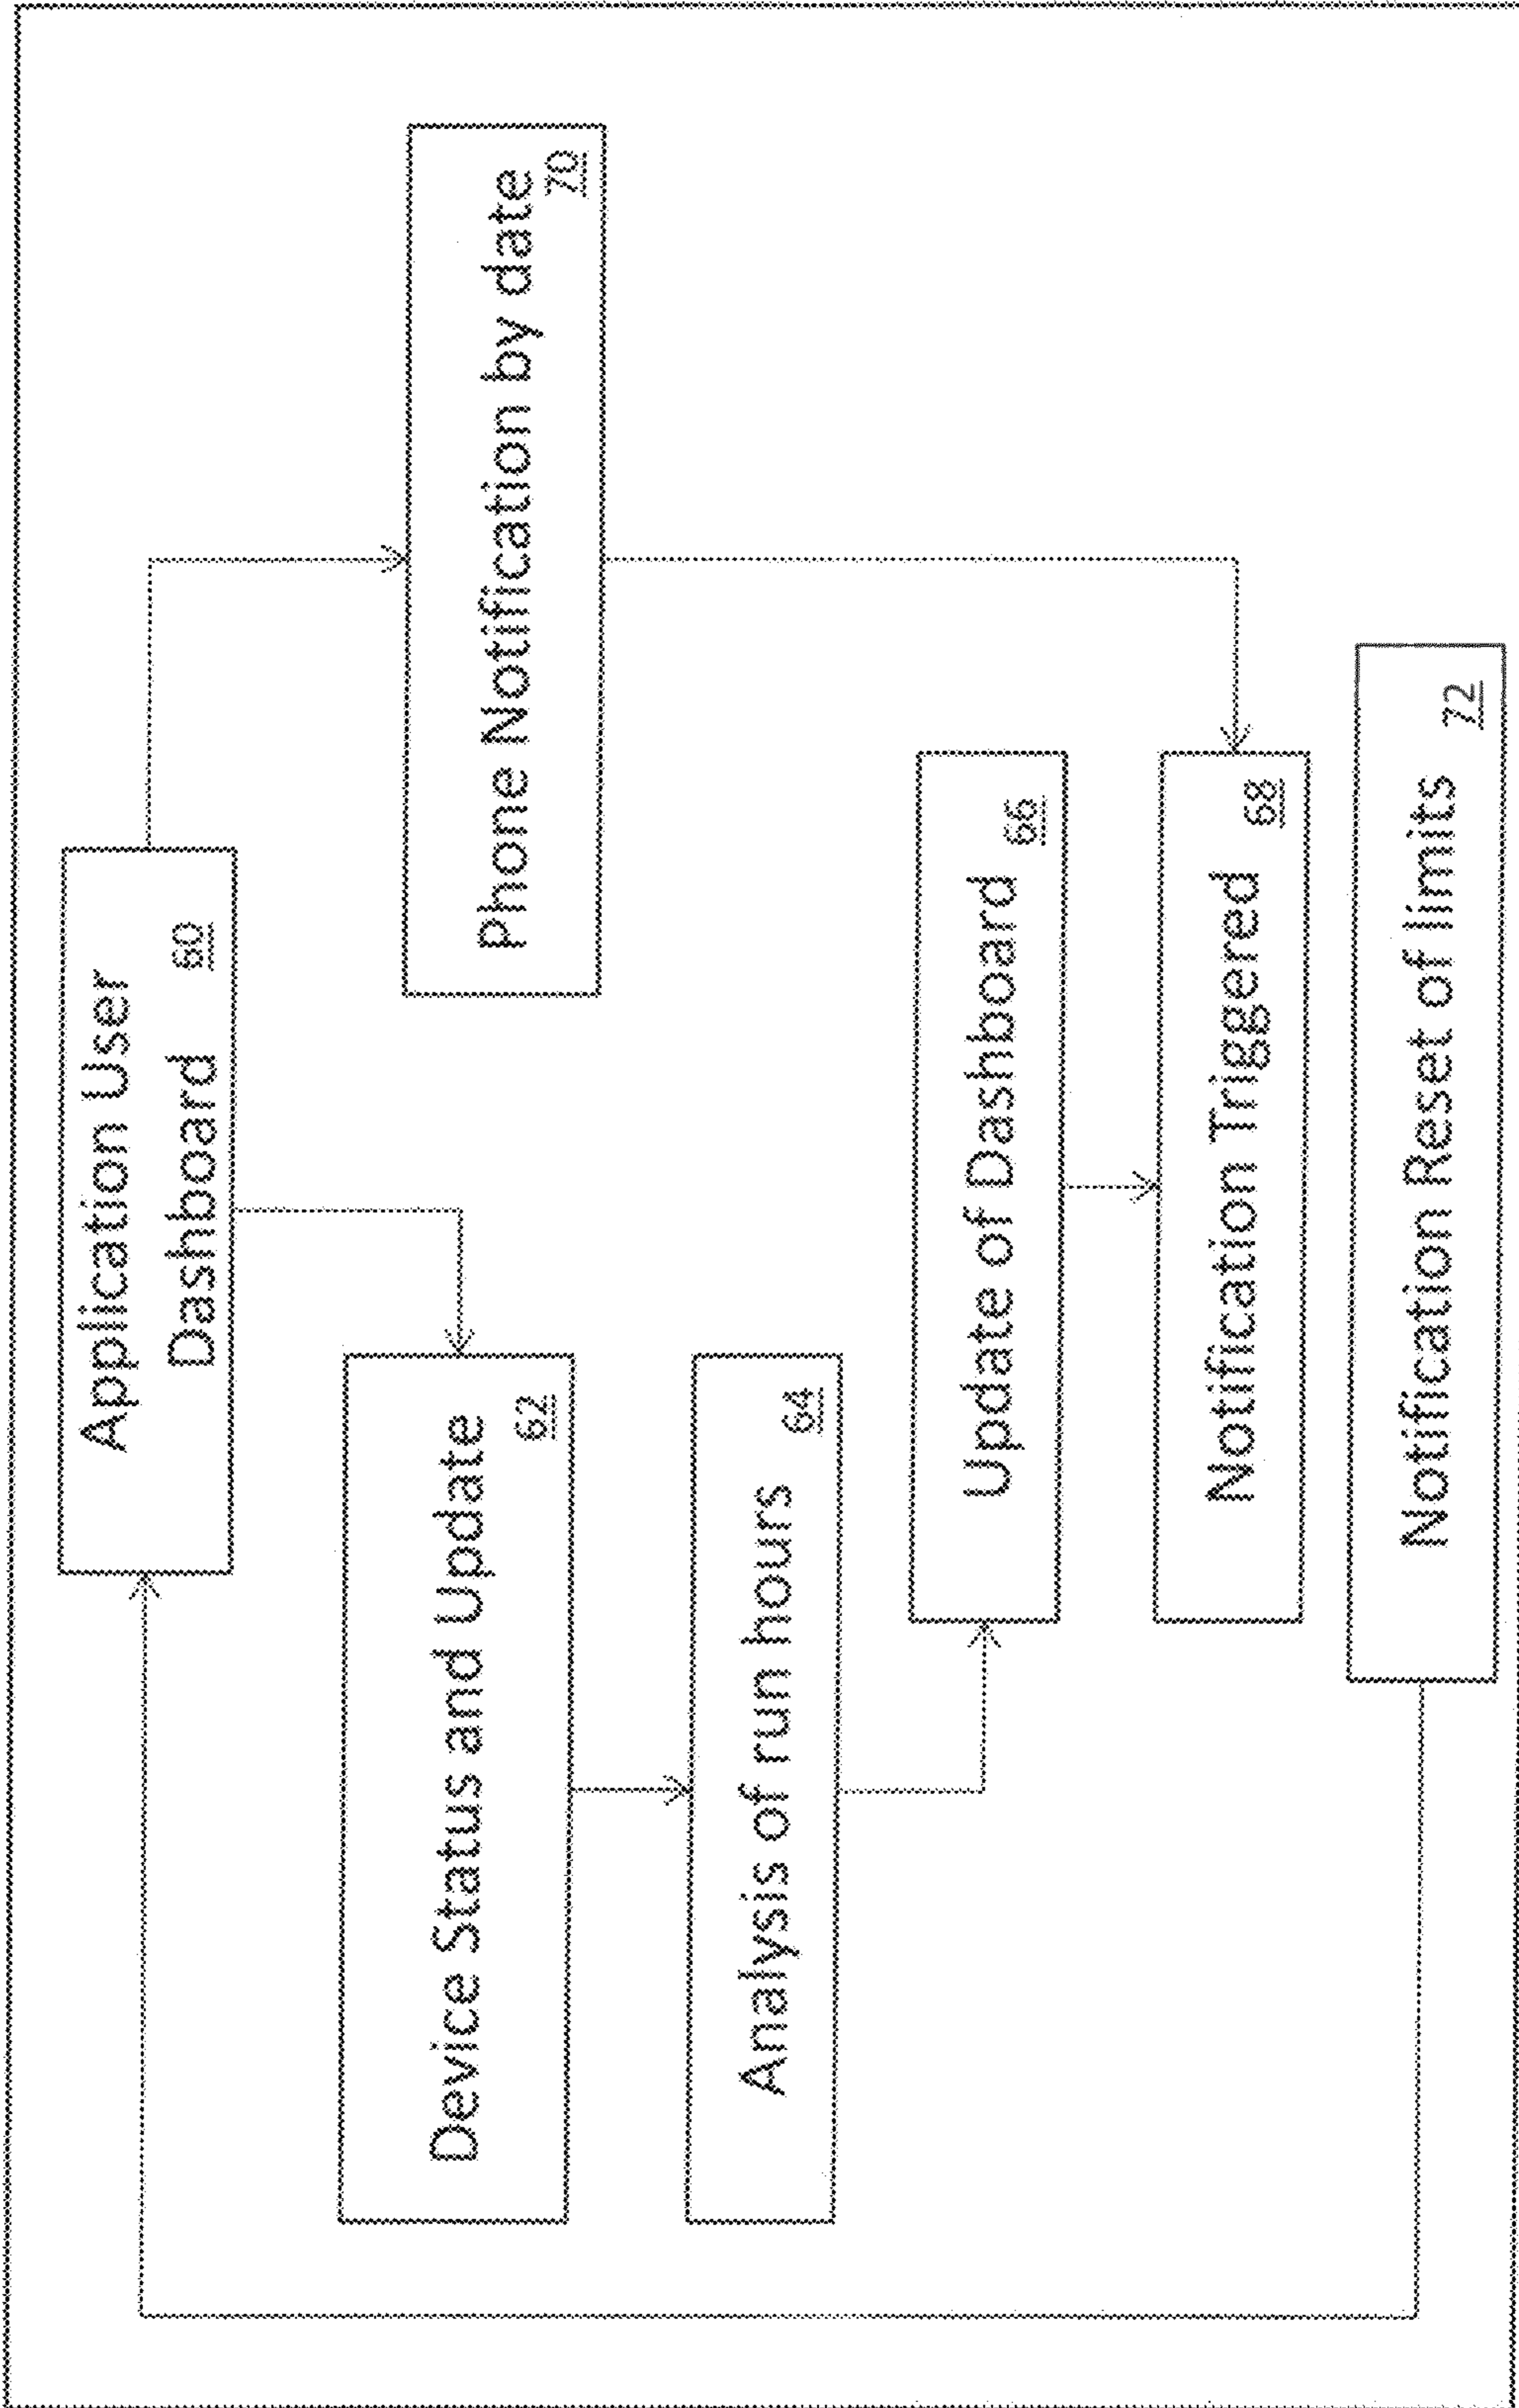 Application User
Dashboard 60
Device Status and Update
62
Phone Notification by date
70
Analysis of run hours 64
Update of Dashboard 66
Notification Triggered 68
Notification Reset of limits 72